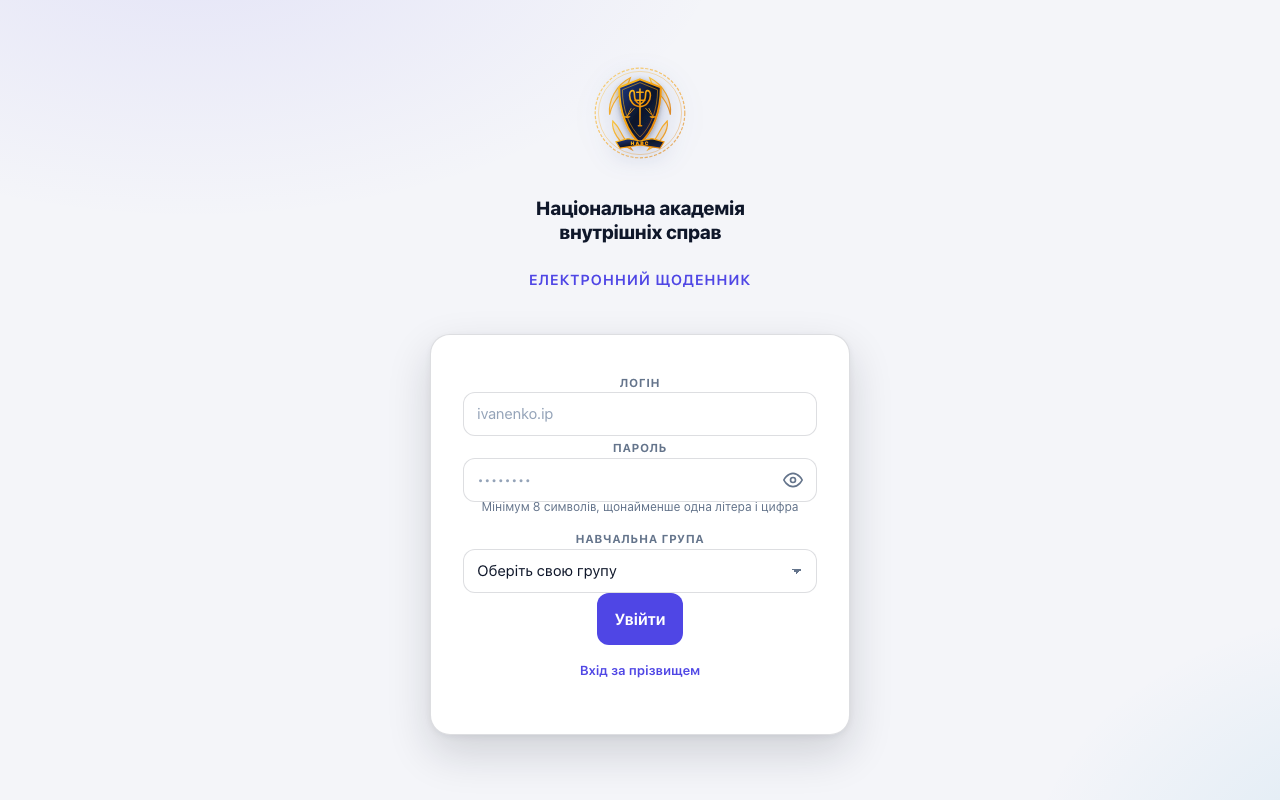 Національна академія
внутрішніх справ
ЕЛЕКТРОННИЙ ЩОДЕННИК
ЛОГІН
ivanenko.ip
ПАРОЛЬ
Мінімум 8 символів, щонайменше одна літера і цифра
НАВЧАЛЬНА ГРУПА
Оберіть свою групу
Увійти
Вхід за прізвищем